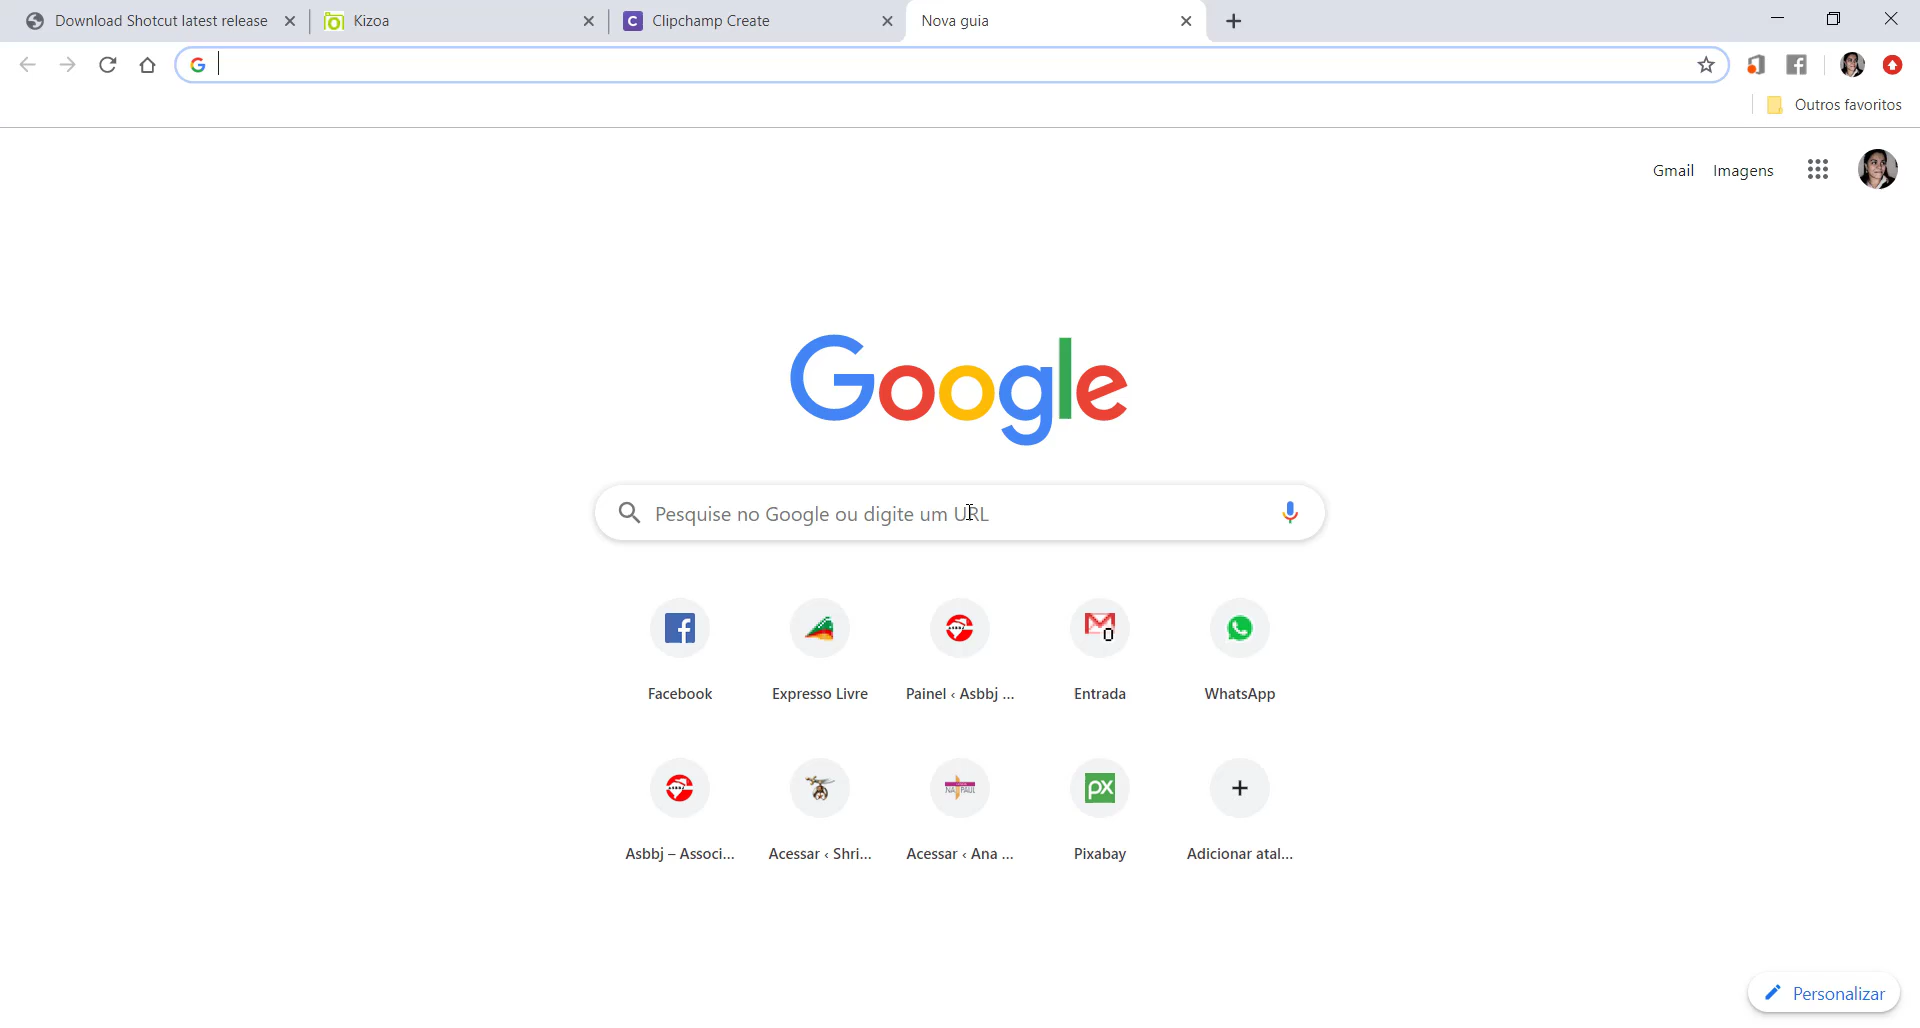 Download Shotcut latest release
Kizoa
Clipchamp Create
Nova guia
Outros favoritos
Gmail Imagens
Google
Pesquise no Google ou digite um URL
Facebook
Expresso Livre
Painel ‹ Asbbj ...
Entrada
WhatsApp
Asbbj – Associ...
Acessar ‹ Shri...
Acessar ‹ Ana ...
Pixabay
Adicionar atal...
Personalizar